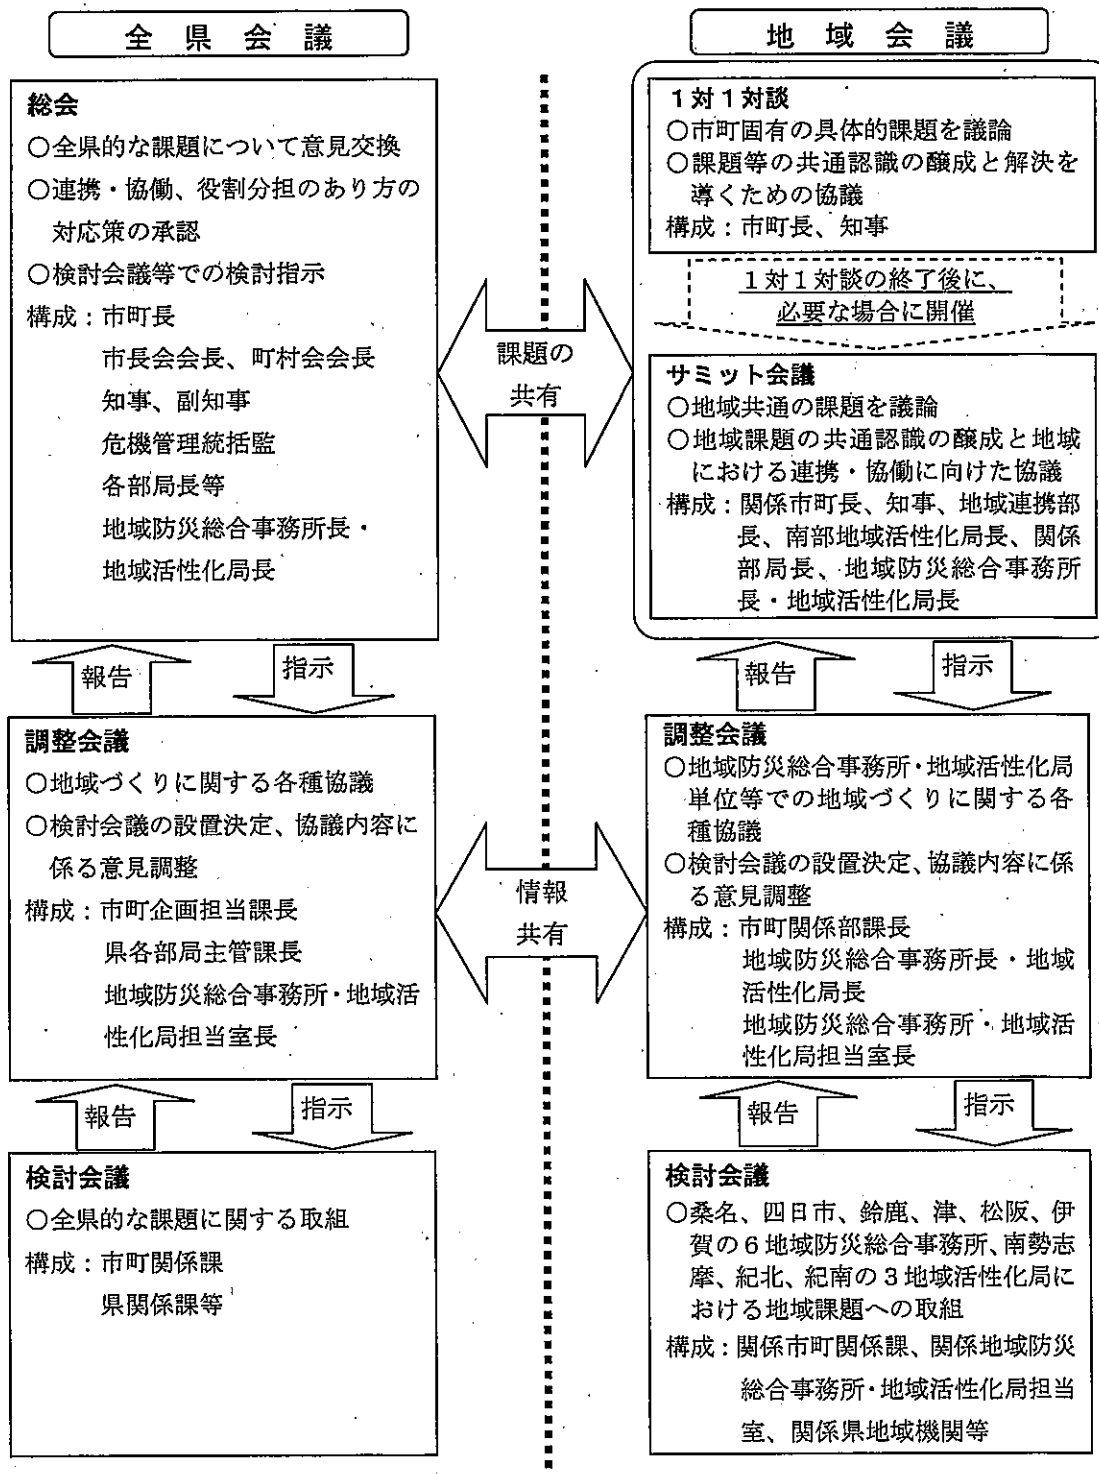 全県会議
総会
○全県的な課題について意見交換
○連携・協働、役割分担のあり方の
対応策の承認
○検討会議等での検討指示
構成：市町長
市長会会長、町村会会長
知事、副知事
危機管理統括監
各部局長等
地域防災総合事務所長・
地域活性化局長
報告
指示
調整会議
○地域づくりに関する各種協議
○検討会議の設置決定、協議内容に
係る意見調整
構成：市町企画担当課長
県各部局主管課長
地域防災総合事務所・地域活
性化局担当室長
報告
指示
検討会議
○全県的な課題に関する取組
構成：市町関係課
県関係課等
課題の
共有
情報
共有
地域会議
１対１対談
○市町固有の具体的課題を議論
○課題等の共通認識の醸成と解決を
導くための協議
構成：市町長、知事
１対１対談の終了後に、
必要な場合に開催
サミット会議
○地域共通の課題を議論
○地域課題の共通認識の醸成と地域
における連携・協働に向けた協議
構成：関係市町長、知事、地域連携部
長、南部地域活性化局長、関係
部局長、地域防災総合事務所
長・地域活性化局長
報告
指示
調整会議
○地域防災総合事務所・地域活性化局
単位等での地域づくりに関する各
種協議
○検討会議の設置決定、協議内容に係
る意見調整
構成：市町関係部課長
地域防災総合事務所長・地域
活性化局長
地域防災総合事務所・地域活
性化局担当室長
報告
指示
検討会議
○桑名、四日市、鈴鹿、津、松阪、伊
賀の６地域防災総合事務所、南勢志
摩、紀北、紀南の３地域活性化局に
おける地域課題への取組
構成：関係市町関係課、関係地域防災
総合事務所・地域活性化局担当
室、関係県地域機関等